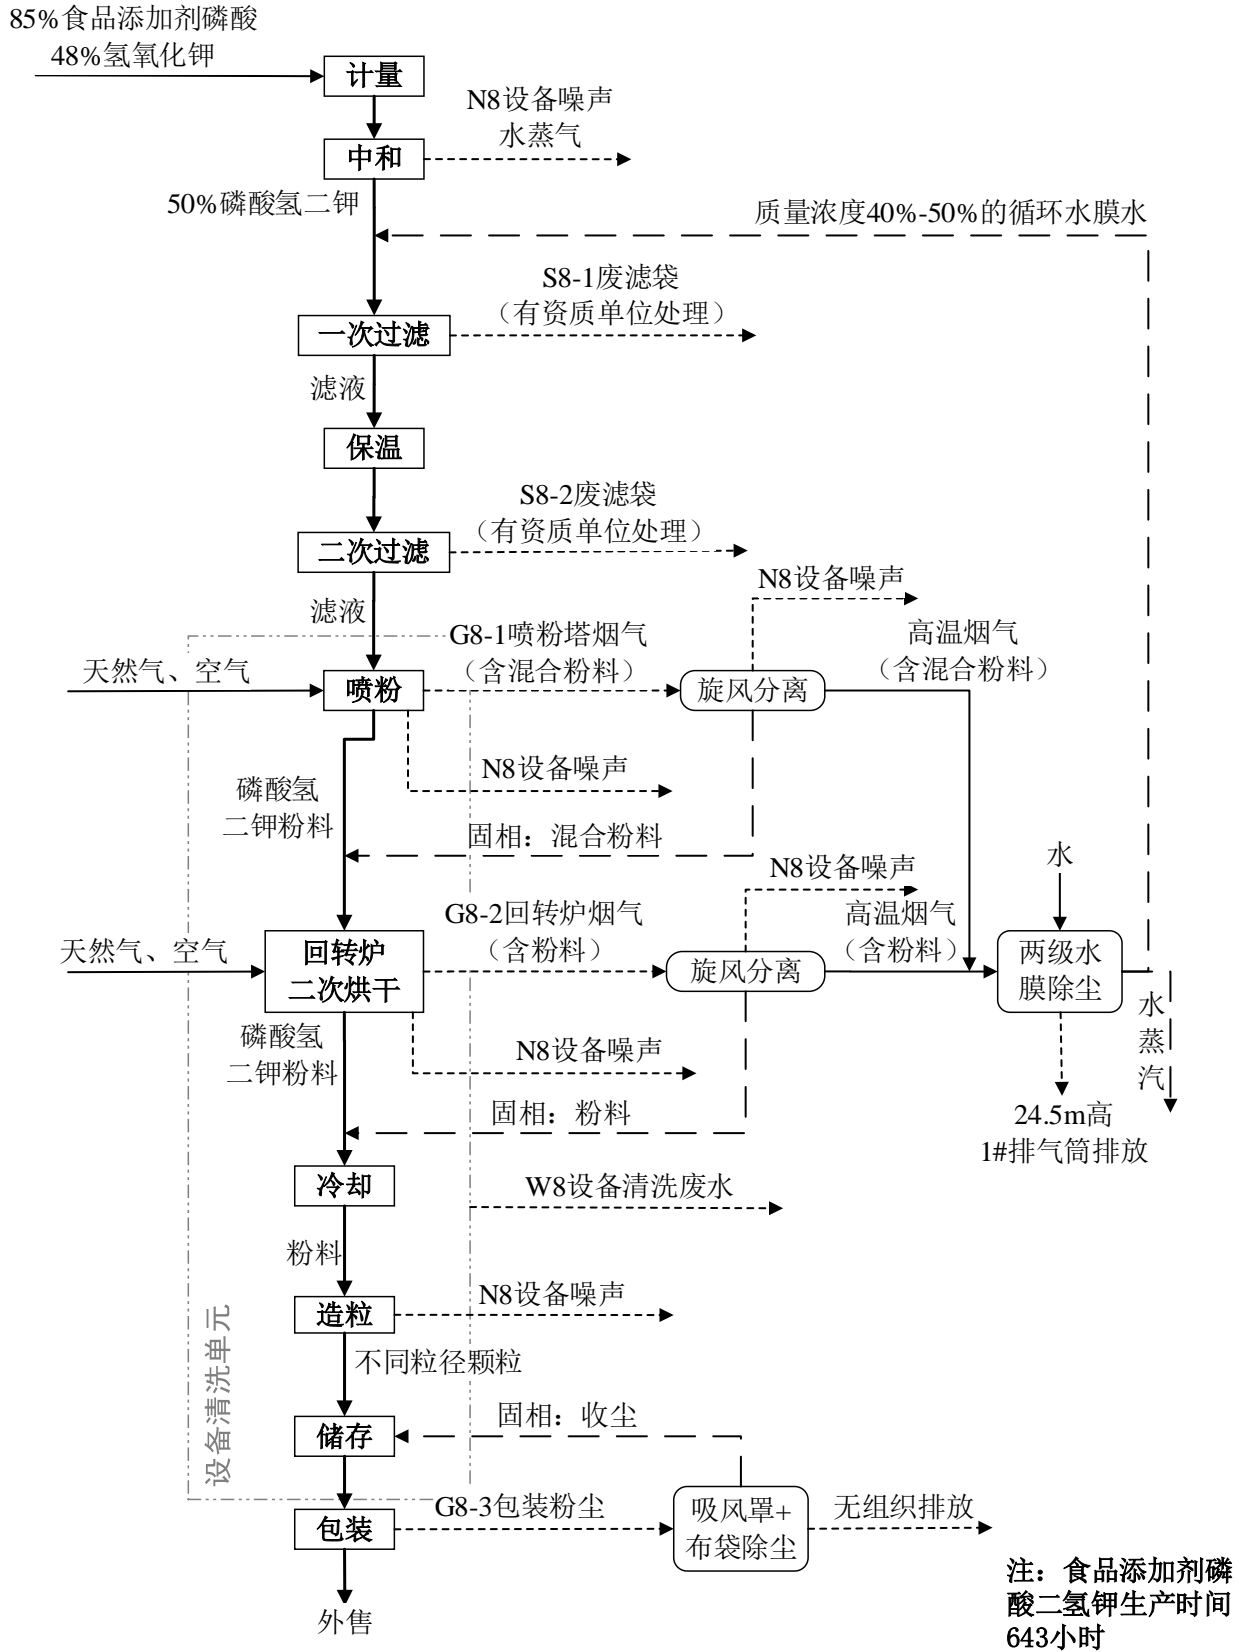 85%食品添加剂磷酸
48%氢氧化钾
计量
N8设备噪声
水蒸气
中和
50%磷酸氢二钾
质量浓度40%-50%的循环水膜水
S8-1废滤袋
（有资质单位处理）
一次过滤
滤液
保温
S8-2废滤袋
（有资质单位处理）
二次过滤
N8设备噪声
滤液
G8-1喷粉塔烟气
（含混合粉料）
高温烟气
（含混合粉料）
天然气、空气
喷粉
旋风分离
N8设备噪声
磷酸氢
二钾粉料
固相：混合粉料
水
N8设备噪声
G8-2回转炉烟气
（含粉料）
高温烟气
（含粉料）
天然气、空气
回转炉
二次烘干
旋风分离
两级水
膜除尘
水
蒸
汽
磷酸氢
二钾粉料
N8设备噪声
固相：粉料
24.5m高
1#排气筒排放
冷却
W8设备清洗废水
粉料
造粒
N8设备噪声
不同粒径颗粒
设备清洗单元
固相：收尘
储存
G8-3包装粉尘
包装
吸风罩+
布袋除尘
无组织排放
外售
注：食品添加剂磷
酸二氢钾生产时间
643小时